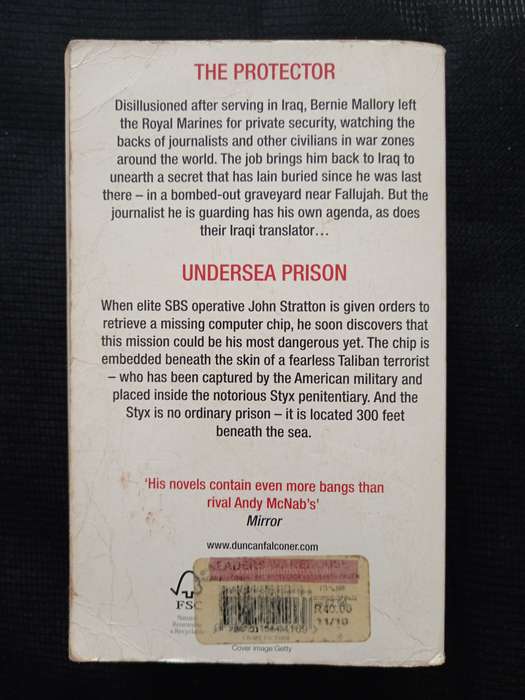 THE PROTECTOR
Disillusioned after serving in Iraq, Bernie Mallory left
the Royal Marines for private security, watching the
backs of journalists and other civilians in war zones
around the world. The job brings him back to Iraq to
unearth a secret that has lain buried since he was last
there – in a bombed-out graveyard near Fallujah. But the
journalist he is guarding has his own agenda, as does
their Iraqi translator…
UNDERSEA PRISON
When elite SBS operative John Stratton is given orders to
retrieve a missing computer chip, he soon discovers that
this mission could be his most dangerous yet. The chip is
embedded beneath the skin of a fearless Taliban terrorist
– who has been captured by the American military and
placed inside the notorious Styx penitentiary. And the
Styx is no ordinary prison – it is located 300 feet
beneath the sea.
'His novels contain even more bangs than
rival Andy McNab's'
Mirror
www.duncanfalconer.com
READERS WAREHOUSE
FSC
R40.00
11/10
Cover image Getty